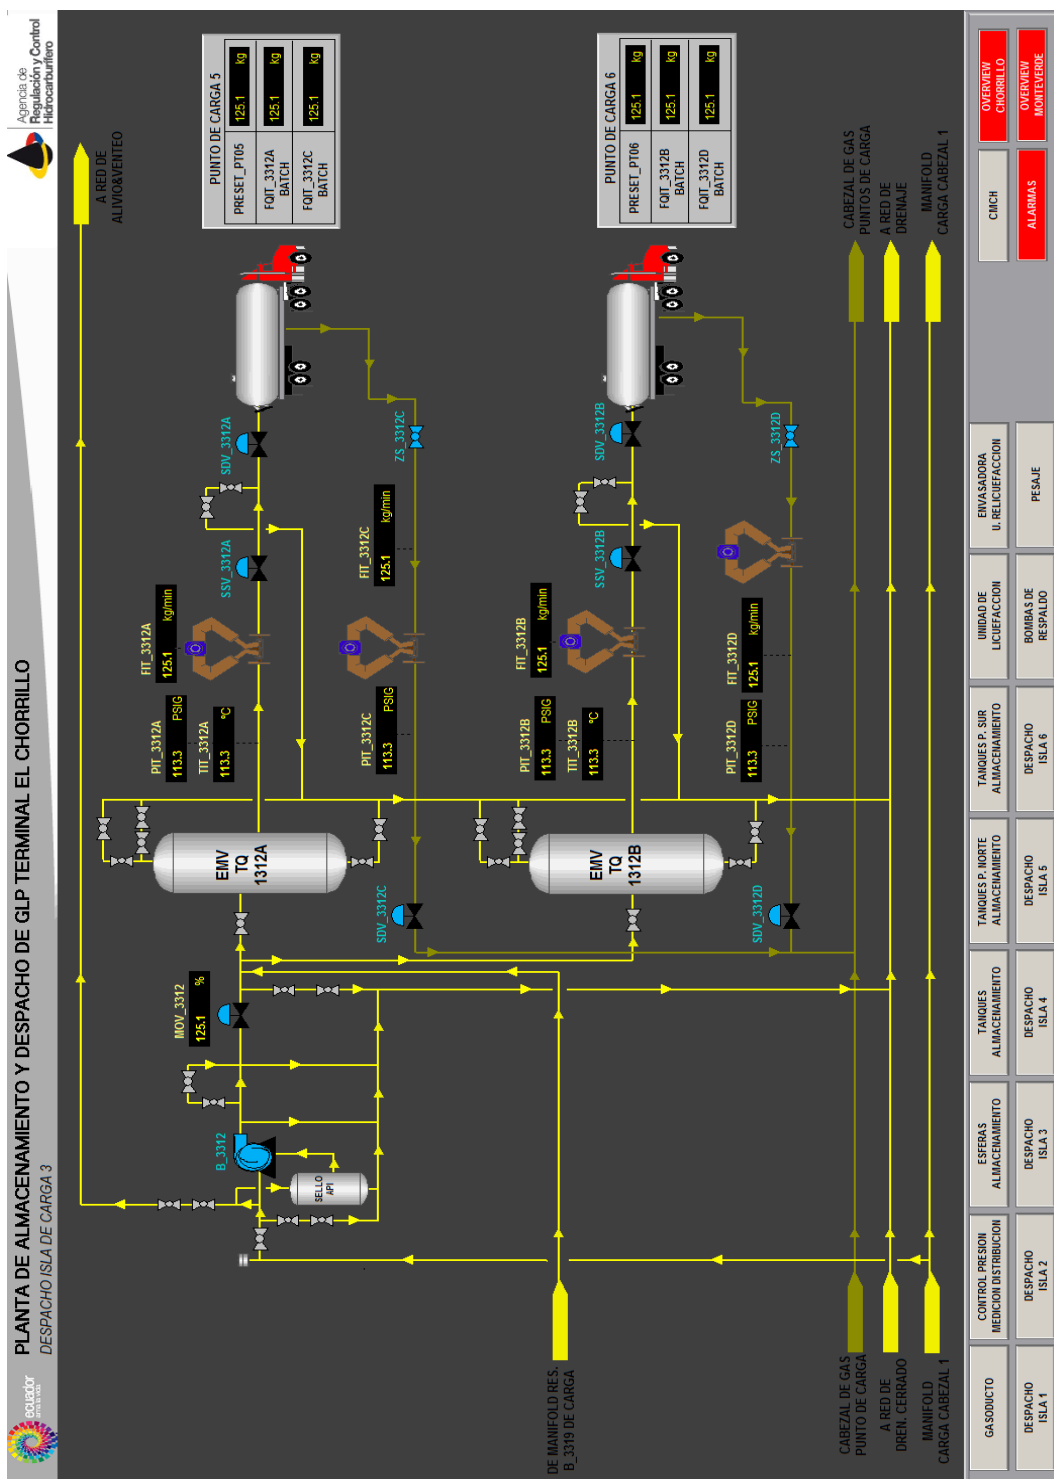 ecuador
ama la vida
PLANTA DE ALMACENAMIENTO Y DESPACHO DE GLP TERMINAL EL CHORRILLO
DESPACHO ISLA DE CARGA 3
Agencia de
Regulación y Control
Hidrocarburífero
A RED DE
ALIVIO&VENTEO
PUNTO DE CARGA 5
PRESET_PT05
125.1 kg
FQIT_3312A
BATCH
125.1 kg
FQIT_3312C
BATCH
125.1 kg
B_3312
SELLO
API
MOV_3312
125.1 %
EMV
TQ
1312A
PIT_3312A
113.3 PSIG
TIT_3312A
113.3 ºC
FIT_3312A
125.1 kg/min
SSV_3312A
SDV_3312A
SDV_3312C
PIT_3312C
113.3 PSIG
FIT_3312C
125.1 kg/min
ZS_3312C
PUNTO DE CARGA 6
PRESET_PT06
125.1 kg
FQIT_3312B
BATCH
125.1 kg
FQIT_3312D
BATCH
125.1 kg
DE MANIFOLD RES.
B_3319 DE CARGA
EMV
TQ
1312B
PIT_3312B
113.3 PSIG
TIT_3312B
113.3 ºC
FIT_3312B
125.1 kg/min
SSV_3312B
SDV_3312B
SDV_3312D
PIT_3312D
113.3 PSIG
FIT_3312D
125.1 kg/min
ZS_3312D
CABEZAL DE GAS
PUNTO DE CARGA
CABEZAL DE GAS
PUNTOS DE CARGA
A RED DE
DREN. CERRADO
A RED DE
DRENAJE
MANIFOLD
CARGA CABEZAL 1
MANIFOLD
CARGA CABEZAL 1
GASODUCTO
CONTROL PRESION
MEDICION DISTRIBUCION
ESFERAS
ALMACENAMIENTO
TANQUES
ALMACENAMIENTO
TANQUES P. NORTE
ALMACENAMIENTO
TANQUES P. SUR
ALMACENAMIENTO
UNIDAD DE
LICUEFACCION
ENVASADORA
U. RELICUEFACCION
CMCH
OVERVIEW
CHORRILLO
DESPACHO
ISLA 1
DESPACHO
ISLA 2
DESPACHO
ISLA 3
DESPACHO
ISLA 4
DESPACHO
ISLA 5
DESPACHO
ISLA 6
BOMBAS DE
RESPALDO
PESAJE
ALARMAS
OVERVIEW
MONTEVERDE